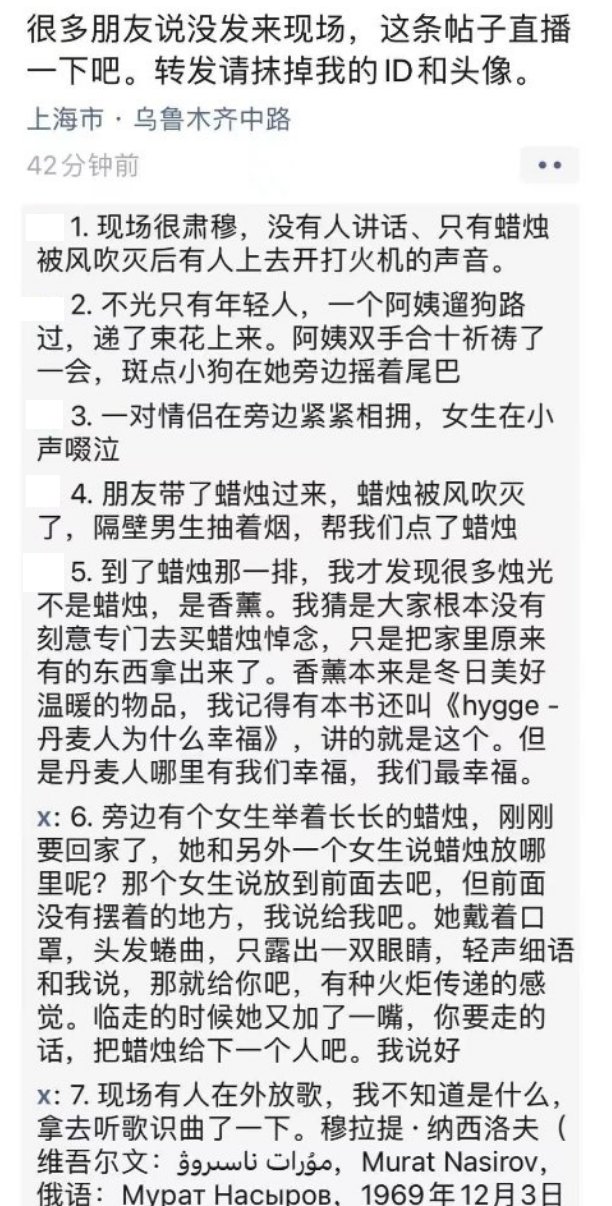 很多朋友说没发来现场，这条帖子直播
一下吧。转发请抹掉我的ID和头像。
上海市 · 乌鲁木齐中路
42分钟前
1. 现场很肃穆，没有人讲话、只有蜡烛
被风吹灭后有人上去开打火机的声音。
2. 不光只有年轻人，一个阿姨遛狗路
过，递了束花上来。阿姨双手合十祈祷了
一会，斑点小狗在她旁边摇着尾巴
3. 一对情侣在旁边紧紧相拥，女生在小
声啜泣
4. 朋友带了蜡烛过来，蜡烛被风吹灭
了，隔壁男生抽着烟，帮我们点了蜡烛
5. 到了蜡烛那一排，我才发现很多烛光
不是蜡烛，是香薰。我猜是大家根本没有
刻意专门去买蜡烛悼念，只是把家里原来
有的东西拿出来了。香薰本来是冬日美好
温暖的物品，我记得有本书还叫《hygge -
丹麦人为什么幸福》，讲的就是这个。但
是丹麦人哪里有我们幸福，我们最幸福。
x: 6. 旁边有个女生举着长长的蜡烛，刚刚
要回家了，她和另外一个女生说蜡烛放哪
里呢？那个女生说放到前面去吧，但前面
没有摆着的地方，我说给我吧。她戴着口
罩，头发蜷曲，只露出一双眼睛，轻声细语
和我说，那就给你吧，有种火炬传递的感
觉。临走的时候她又加了一嘴，你要走的
话，把蜡烛给下一个人吧。我说好
x: 7. 现场有人在外放歌，我不知道是什么，
拿去听歌识曲了一下。穆拉提 · 纳西洛夫（
维吾尔文：مۇرات ناسىروۋ，Murat Nasirov，
俄语：Мурат Насыров，1969年12月3日